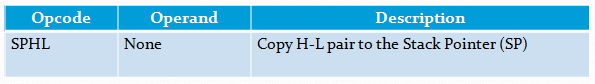 Opcode Operand Description
SPHL None Copy H-L pair to the Stack Pointer (SP)